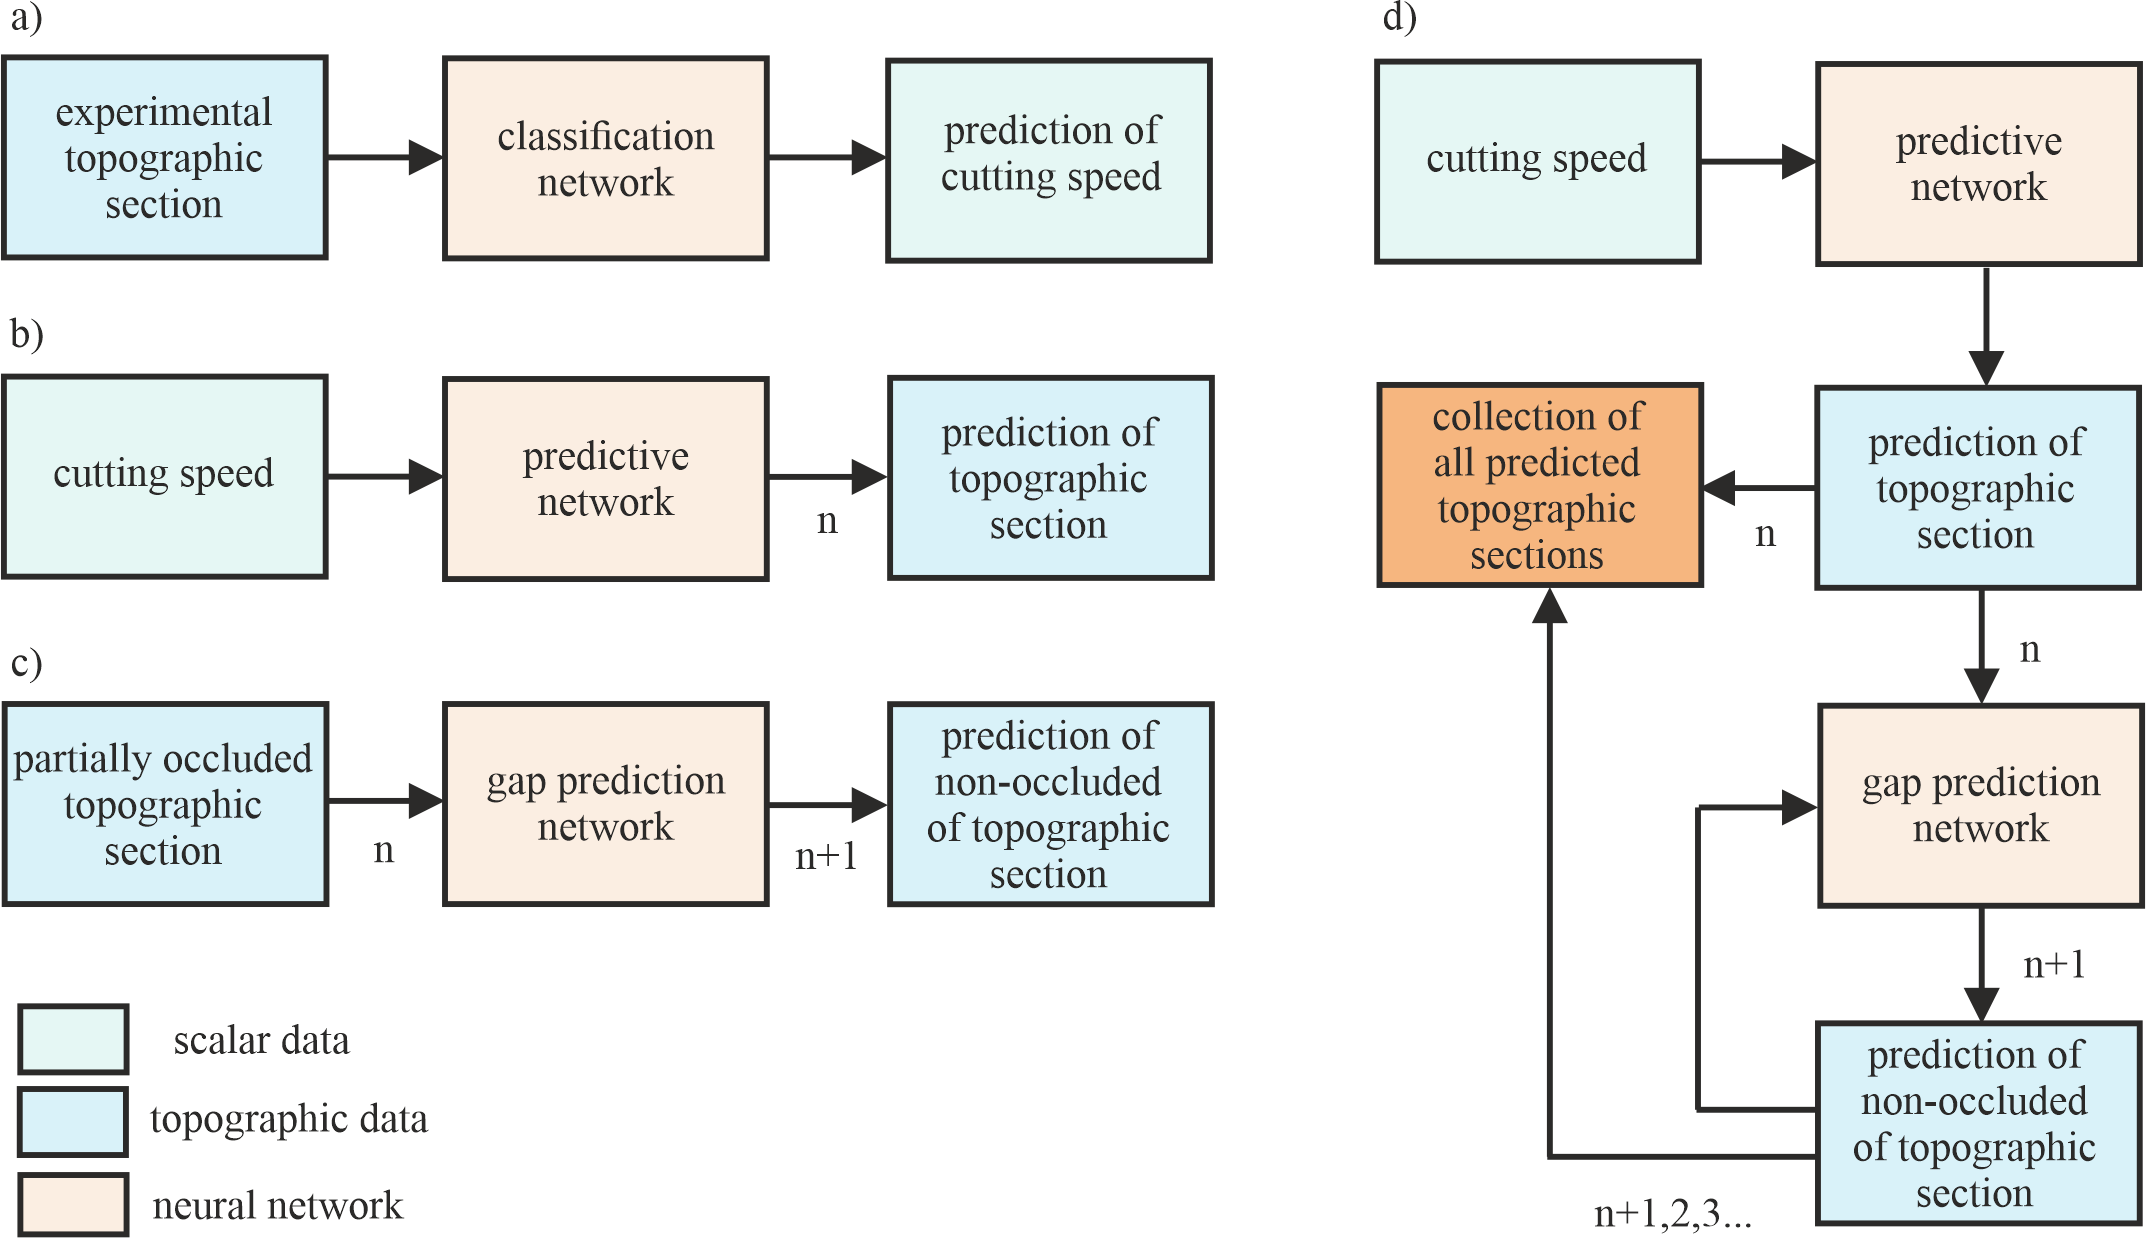 a)
experimental
topographic
section
classification
network
prediction of
cutting speed
b)
cutting speed
predictive
network
n
prediction of
topographic
section
c)
partially occluded
topographic
section
n
gap prediction
network
n+1
prediction of
non-occluded
of topographic
section
scalar data
topographic data
neural network
d)
cutting speed
predictive
network
prediction of
topographic
section
n
collection of
all predicted
topographic
sections
n
gap prediction
network
n+1
prediction of
non-occluded
of topographic
section
n+1,2,3...